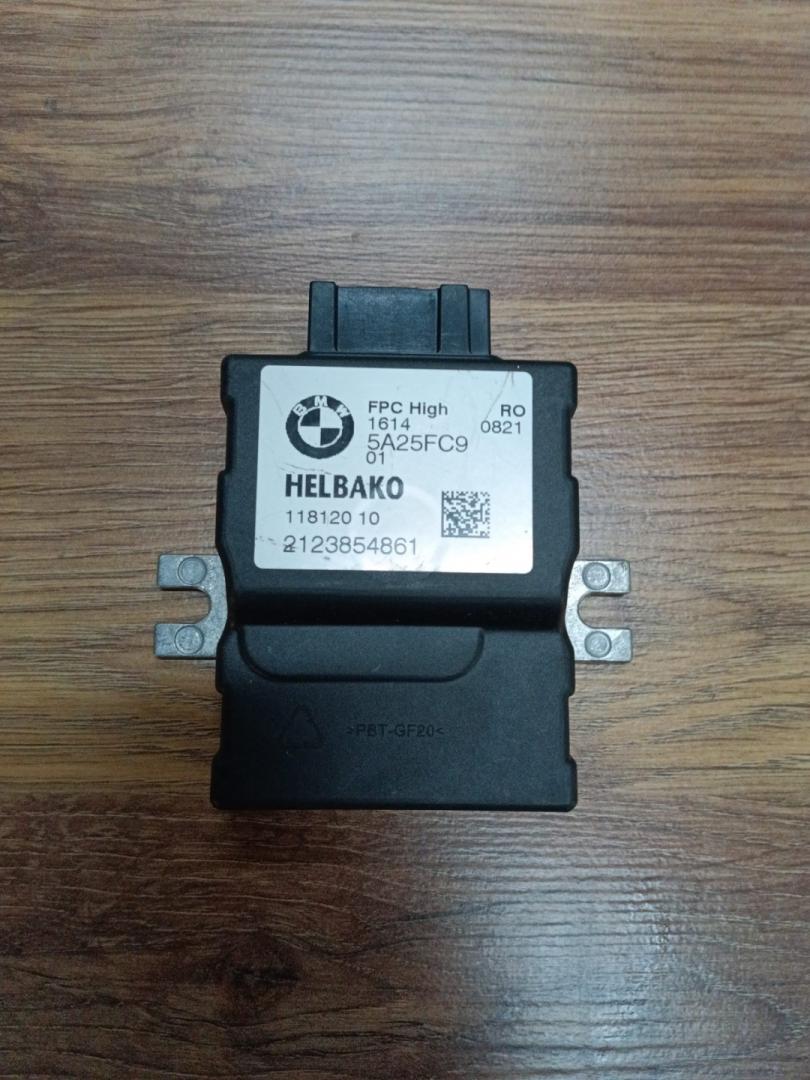 BMW
FPC High RO
1614 0821
5A25FC9
01
HELBAKO
118120 10
2123854861
>PBT-GF20<